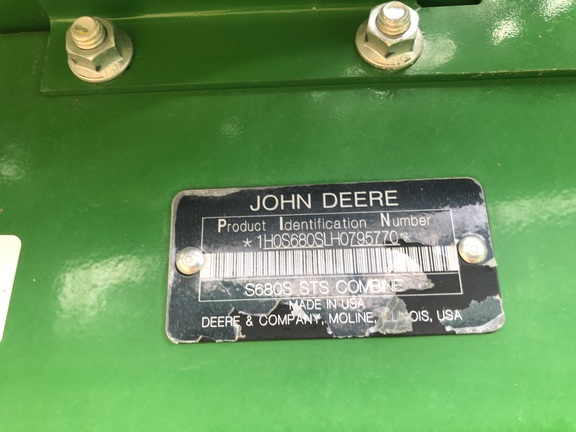 JOHN DEERE
Product Identification Number
*1H0S680SLH0795770
S680S STS COMBINE
MADE IN USA
DEERE & COMPANY, MOLINE, ILLINOIS, USA